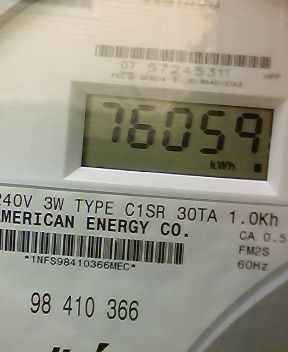 07 57245311
76059
kWh
240V 3W TYPE C1SR 30TA 1.0Kh
AMERICAN ENERGY CO.
CA 0.5
*1NFS98410366MEC*
FM2S
60Hz
98 410 366